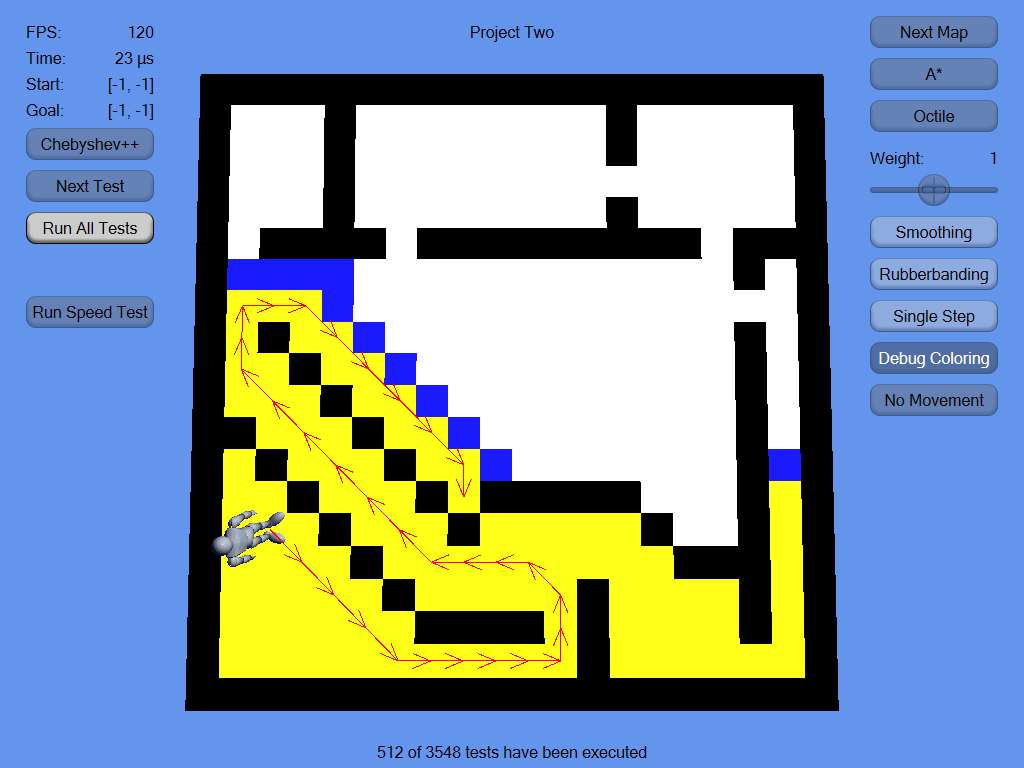 FPS: 120
Time: 23 µs
Start: [-1, -1]
Goal: [-1, -1]
Chebyshev++
Next Test
Run All Tests
Run Speed Test
Project Two
Next Map
A*
Octile
Weight: 1
Smoothing
Rubberbanding
Single Step
Debug Coloring
No Movement
512 of 3548 tests have been executed